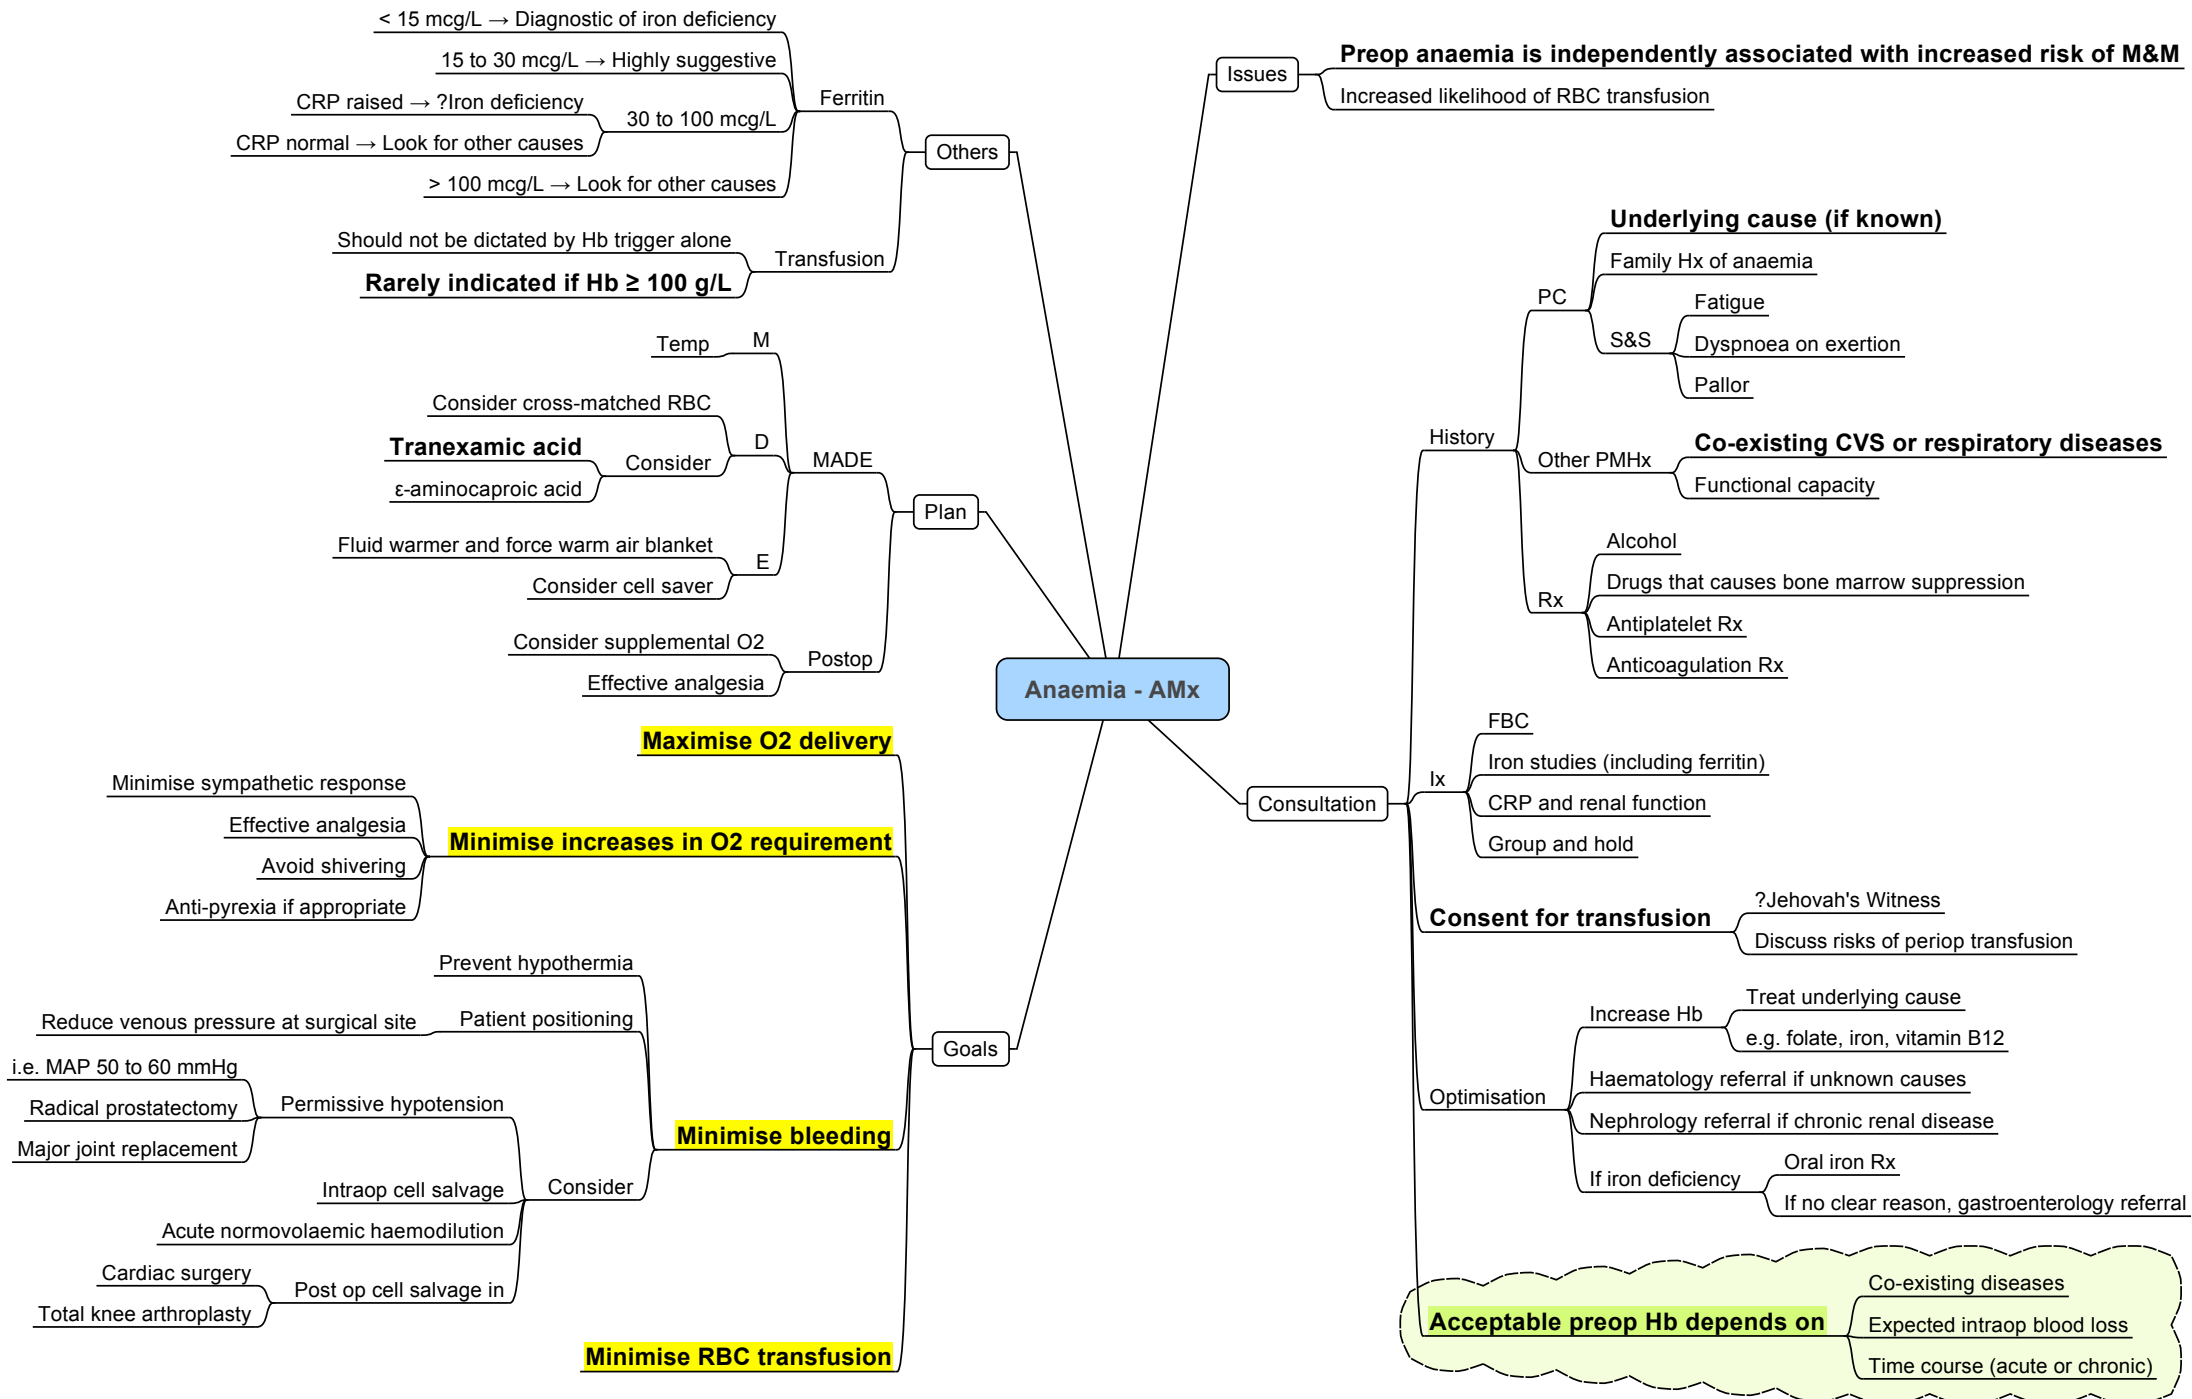 Anaemia - AMx
Issues
Preop anaemia is independently associated with increased risk of M&M
Increased likelihood of RBC transfusion
Consultation
History
PC
Underlying cause (if known)
Family Hx of anaemia
S&S
Fatigue
Dyspnoea on exertion
Pallor
Other PMHx
Co-existing CVS or respiratory diseases
Functional capacity
Rx
Alcohol
Drugs that causes bone marrow suppression
Antiplatelet Rx
Anticoagulation Rx
Ix
FBC
Iron studies (including ferritin)
CRP and renal function
Group and hold
Consent for transfusion
?Jehovah's Witness
Discuss risks of periop transfusion
Optimisation
Increase Hb
Treat underlying cause
e.g. folate, iron, vitamin B12
Haematology referral if unknown causes
Nephrology referral if chronic renal disease
If iron deficiency
Oral iron Rx
If no clear reason, gastroenterology referral
Acceptable preop Hb depends on
Co-existing diseases
Expected intraop blood loss
Time course (acute or chronic)
Goals
Maximise O2 delivery
Minimise increases in O2 requirement
Minimise sympathetic response
Effective analgesia
Avoid shivering
Anti-pyrexia if appropriate
Minimise bleeding
Prevent hypothermia
Patient positioning
Reduce venous pressure at surgical site
Consider
Permissive hypotension
i.e. MAP 50 to 60 mmHg
Radical prostatectomy
Major joint replacement
Intraop cell salvage
Acute normovolaemic haemodilution
Post op cell salvage in
Cardiac surgery
Total knee arthroplasty
Minimise RBC transfusion
Plan
MADE
M
Temp
D
Consider cross-matched RBC
Consider
Tranexamic acid
ε-aminocaproic acid
E
Fluid warmer and force warm air blanket
Consider cell saver
Postop
Consider supplemental O2
Effective analgesia
Others
Ferritin
< 15 mcg/L → Diagnostic of iron deficiency
15 to 30 mcg/L → Highly suggestive
30 to 100 mcg/L
CRP raised → ?Iron deficiency
CRP normal → Look for other causes
> 100 mcg/L → Look for other causes
Transfusion
Should not be dictated by Hb trigger alone
Rarely indicated if Hb ≥ 100 g/L